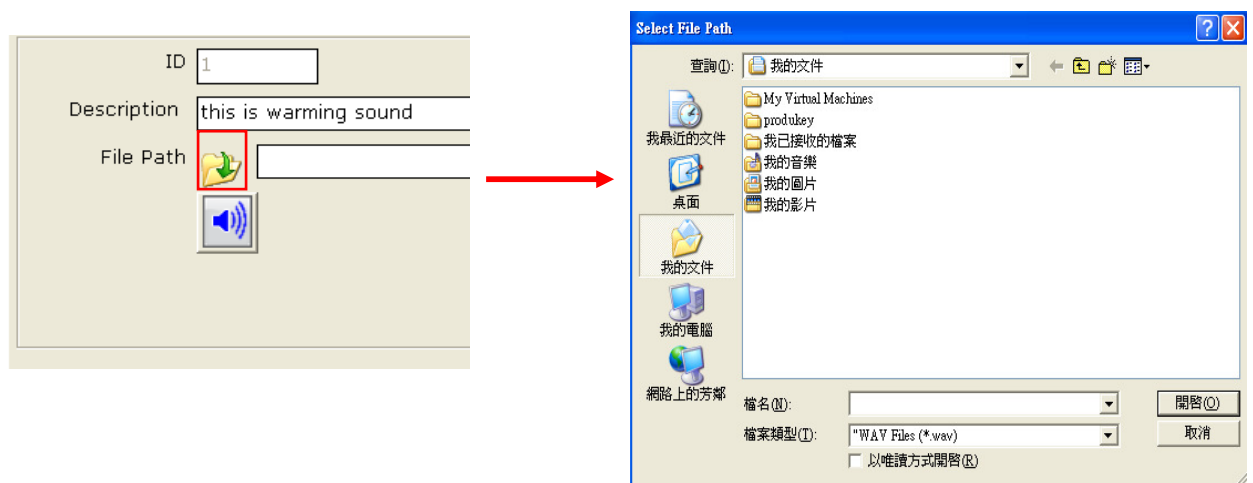 ID 1
Description this is warming sound
File Path
Select File Path
查詢(I): 我的文件
我最近的文件
桌面
我的文件
我的電腦
網路上的芳鄰
My Virtual Machines
produkey
我已接收的檔案
我的音樂
我的圖片
我的影片
檔名(N):
開啓(O)
檔案類型(T): "WAV Files (*.wav)
取消
以唯讀方式開啓(R)